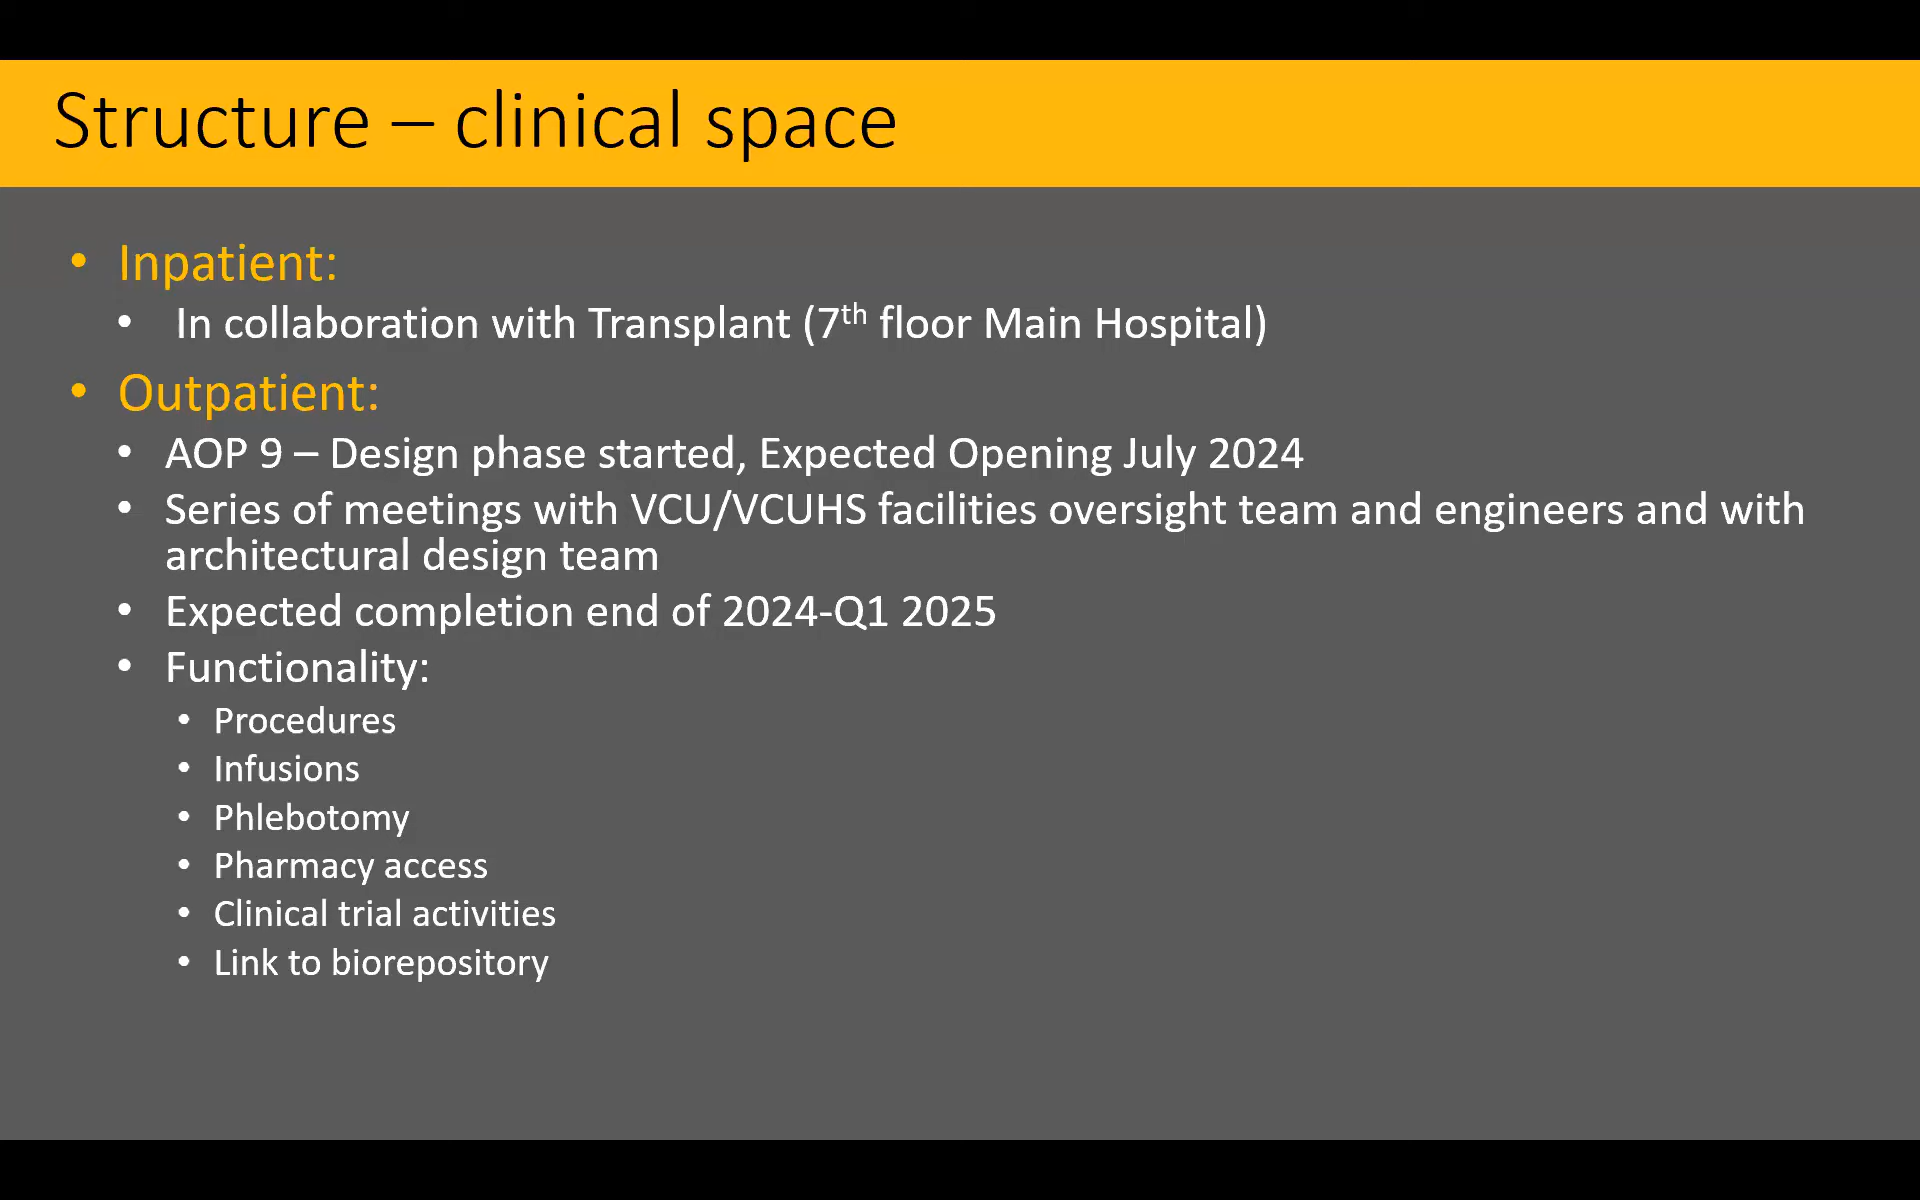 Structure – clinical space
• Inpatient:
• In collaboration with Transplant (7th floor Main Hospital)
• Outpatient:
• AOP 9 – Design phase started, Expected Opening July 2024
• Series of meetings with VCU/VCUHS facilities oversight team and engineers and with
architectural design team
• Expected completion end of 2024-Q1 2025
• Functionality:
• Procedures
• Infusions
• Phlebotomy
• Pharmacy access
• Clinical trial activities
• Link to biorepository